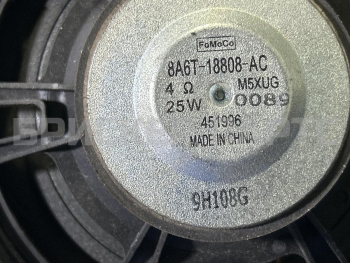 FoMoCo
8A6T-18808-AC
4 Ω M5XUG
25W 0089
451996
MADE IN CHINA
9H108G